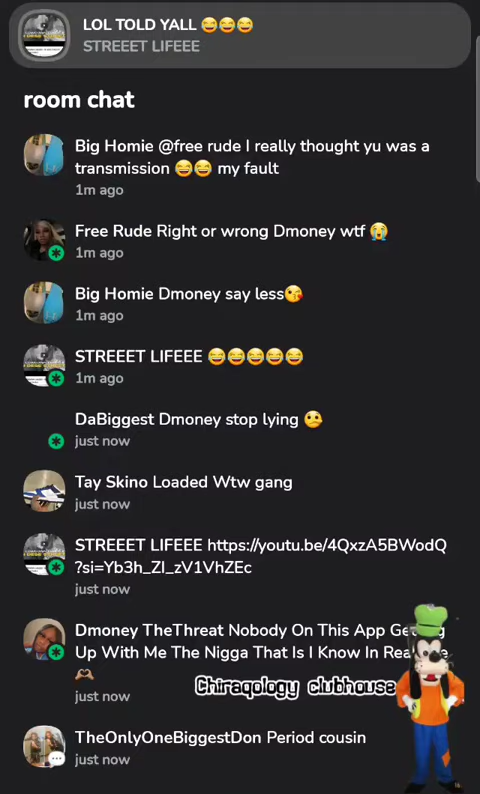 LOL TOLD YALL 😂😂😂
STREEET LIFEEE
room chat
Big Homie @free rude I really thought yu was a
transmission 😂😂 my fault
1m ago
Free Rude Right or wrong Dmoney wtf 😭
1m ago
Big Homie Dmoney say less😘
1m ago
STREEET LIFEEE 😂😂😂😂😂
1m ago
DaBiggest Dmoney stop lying 🤥
just now
Tay Skino Loaded Wtw gang
just now
STREEET LIFEEE https://youtu.be/4QxzA5BWodQ
?si=Yb3h_ZI_zV1VhZEc
just now
Dmoney TheThreat Nobody On This App
Up With Me The Nigga That Is I Know In
🫶🏽
just now
Chiraqology clubhouse
TheOnlyOneBiggestDon Period cousin
just now